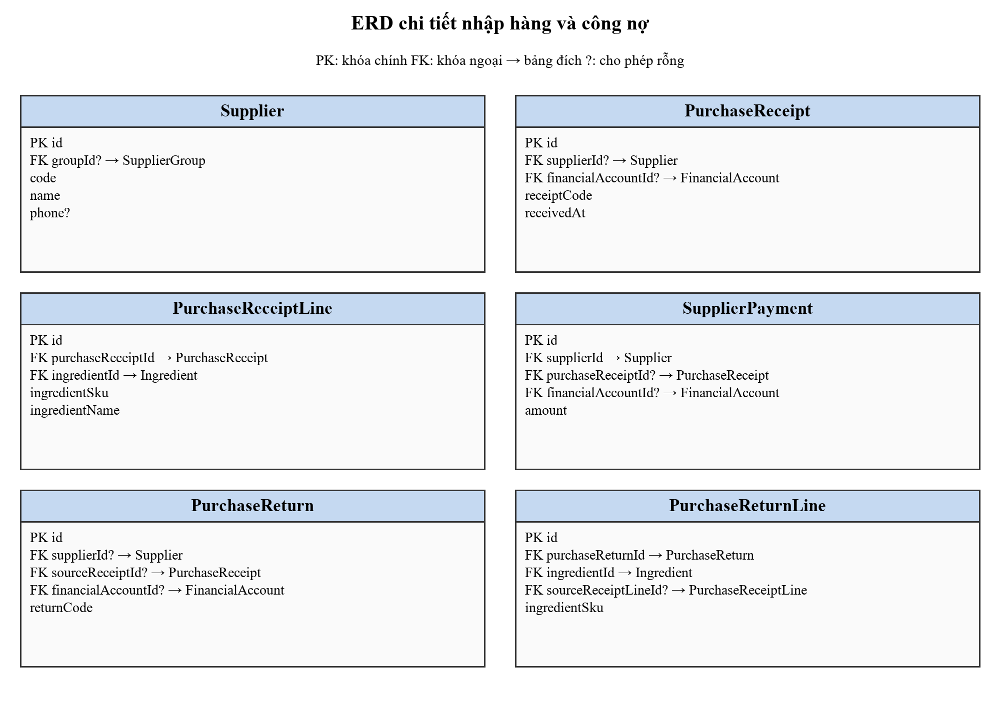 ERD chi tiết nhập hàng và công nợ
PK: khóa chính FK: khóa ngoại → bảng đích ?: cho phép rỗng
Supplier
PK id
FK groupId? → SupplierGroup
code
name
phone?
PurchaseReceipt
PK id
FK supplierId? → Supplier
FK financialAccountId? → FinancialAccount
receiptCode
receivedAt
PurchaseReceiptLine
PK id
FK purchaseReceiptId → PurchaseReceipt
FK ingredientId → Ingredient
ingredientSku
ingredientName
SupplierPayment
PK id
FK supplierId → Supplier
FK purchaseReceiptId? → PurchaseReceipt
FK financialAccountId? → FinancialAccount
amount
PurchaseReturn
PK id
FK supplierId? → Supplier
FK sourceReceiptId? → PurchaseReceipt
FK financialAccountId? → FinancialAccount
returnCode
PurchaseReturnLine
PK id
FK purchaseReturnId → PurchaseReturn
FK ingredientId → Ingredient
FK sourceReceiptLineId? → PurchaseReceiptLine
ingredientSku